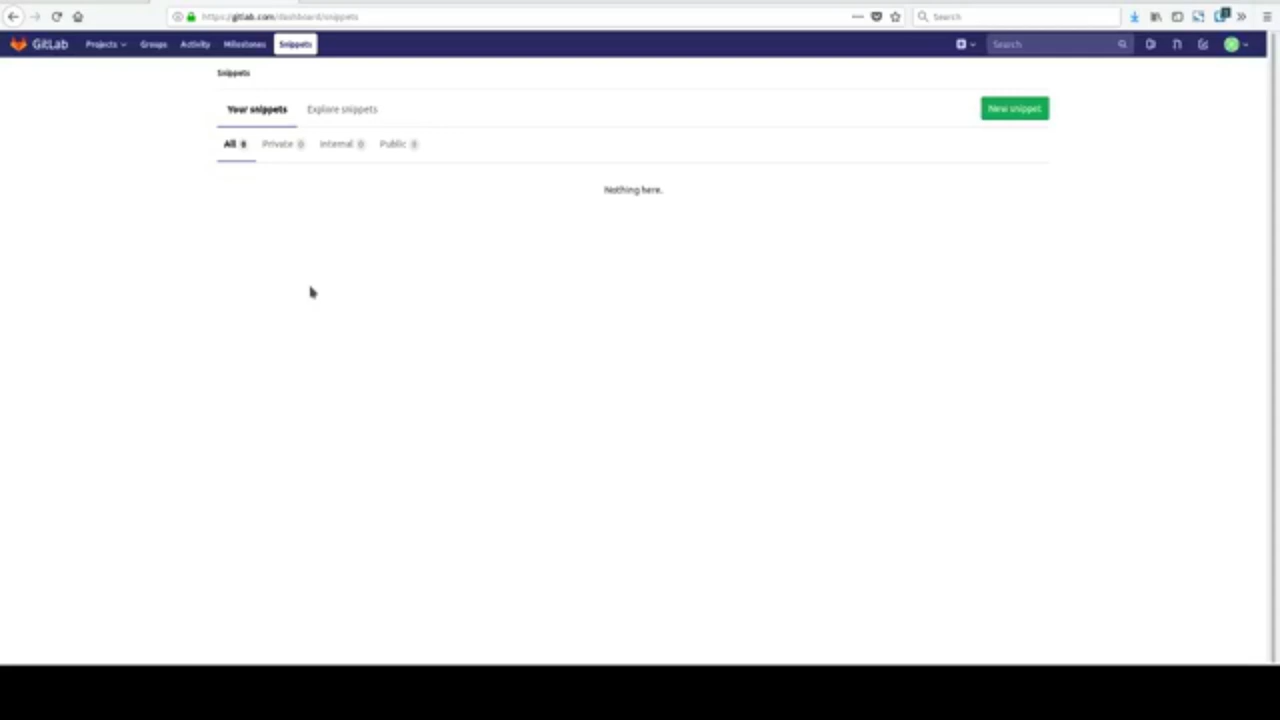 https://gitlab.com/dashboard/snippets
Search
GitLab Projects Groups Activity Milestones Snippets Search
Snippets
Your snippets Explore snippets New snippet
All 0 Private 0 Internal 0 Public 0
Nothing here.